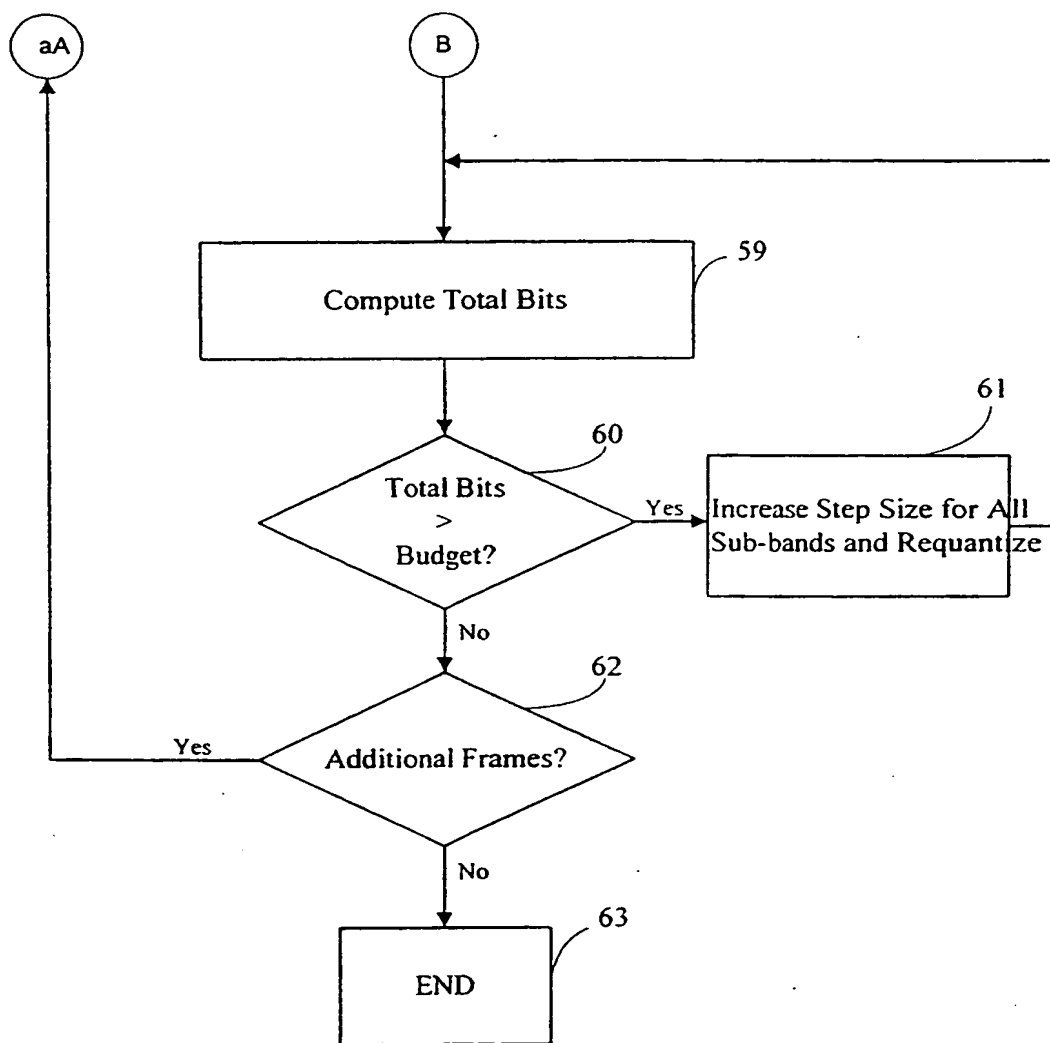 aA
B
59
Compute Total Bits
61
60
Total Bits
>
Budget?
Yes
Increase Step Size for All
Sub-bands and Requantize
No
62
Yes
Additional Frames?
No
63
END